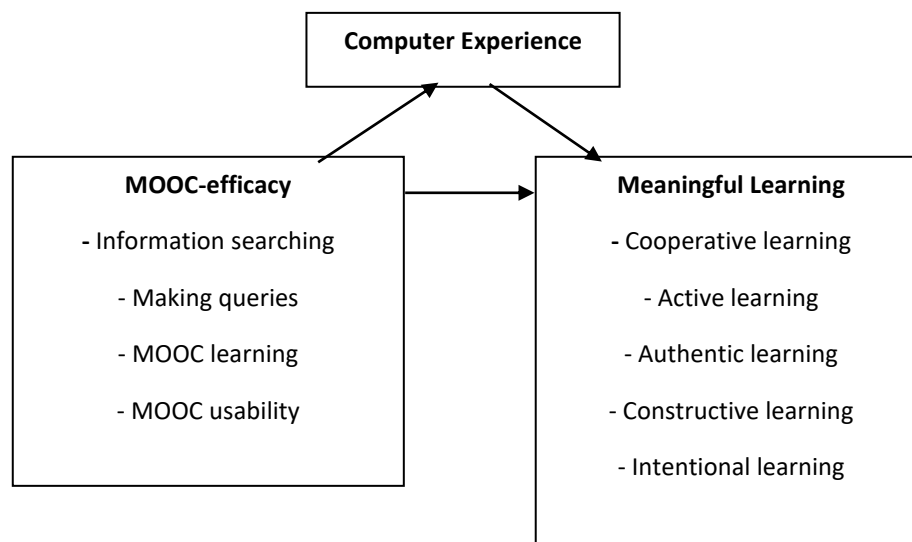 Computer Experience
MOOC-efficacy
- Information searching
- Making queries
- MOOC learning
- MOOC usability
Meaningful Learning
- Cooperative learning
- Active learning
- Authentic learning
- Constructive learning
- Intentional learning